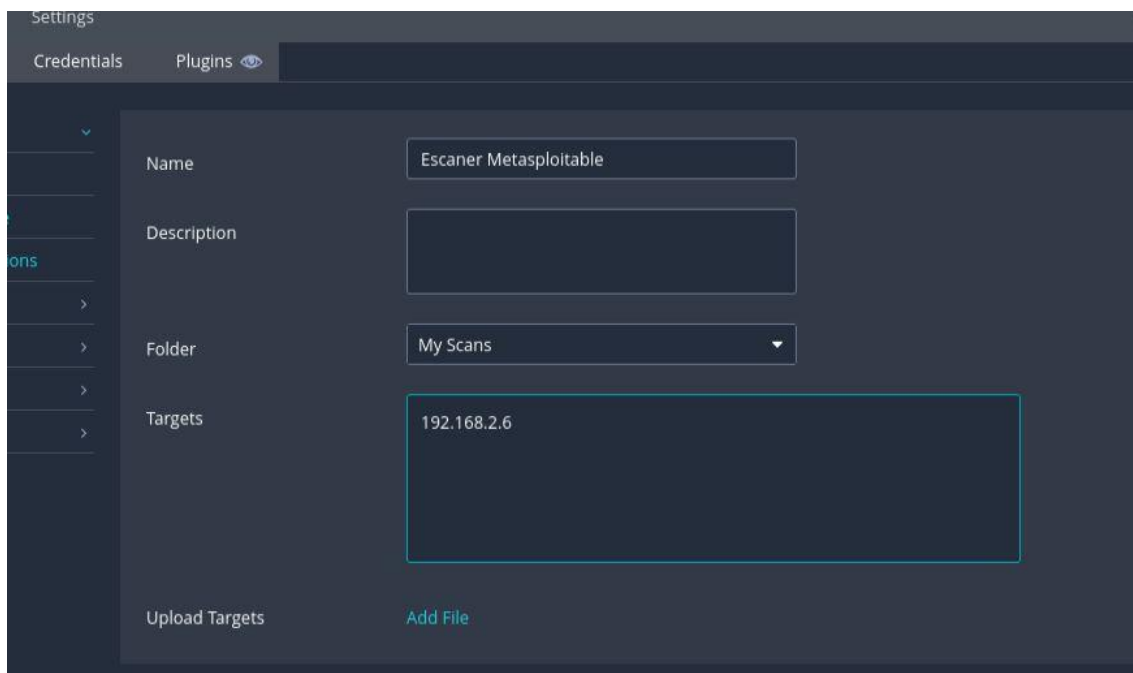 Settings
Credentials Plugins
Name Escaner Metasploitable
Description
ons
Folder My Scans
Targets 192.168.2.6
Upload Targets Add File